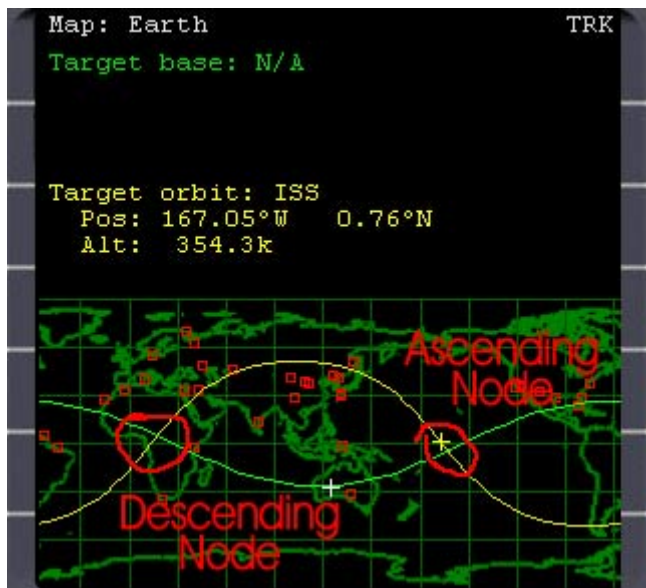 Map: Earth TRK
Target base: N/A
Target orbit: ISS
Pos: 167.05°W 0.76°N
Alt: 354.3k
Ascending
Node
Descending
Node